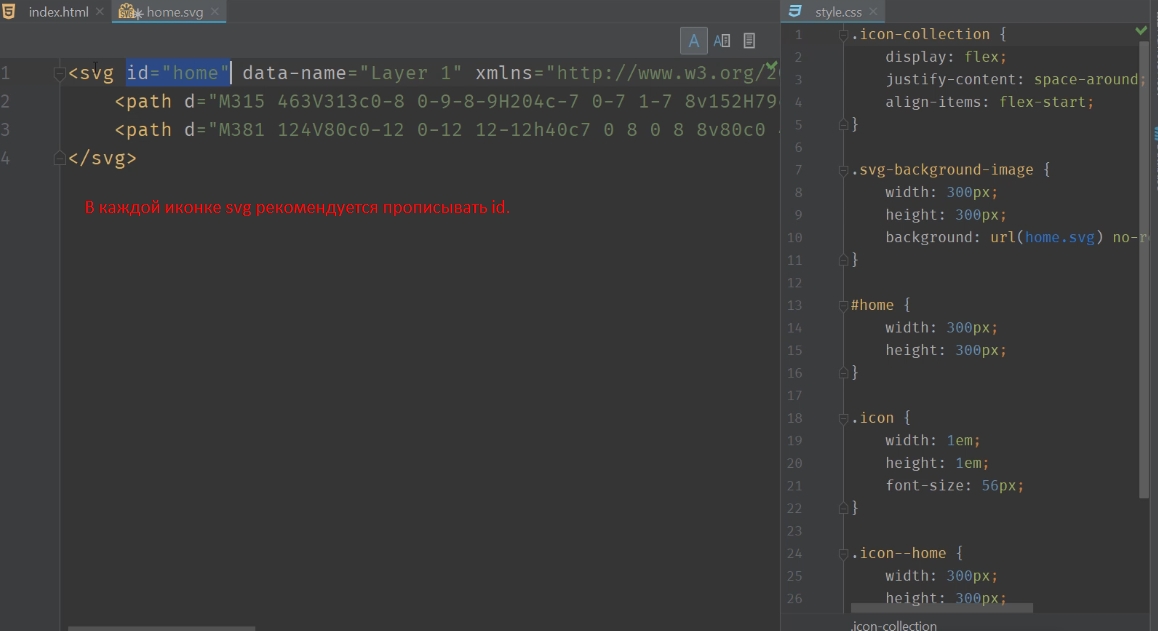 index.html
home.svg
1 <svg id="home" data-name="Layer 1" xmlns="http://www.w3.org/2
2 <path d="M315 463V313c0-8 0-9-8-9H204c-7 0-7 1-7 8v152H79
3 <path d="M381 124V80c0-12 0-12 12-12h40c7 0 8 0 8 8v80c0
4 </svg>
В каждой иконке svg рекомендуется прописывать id.
style.css
1 .icon-collection {
2 display: flex;
3 justify-content: space-around;
4 align-items: flex-start;
5 }
6
7 .svg-background-image {
8 width: 300px;
9 height: 300px;
10 background: url(home.svg) no-r
11 }
12
13 #home {
14 width: 300px;
15 height: 300px;
16 }
17
18 .icon {
19 width: 1em;
20 height: 1em;
21 font-size: 56px;
22 }
23
24 .icon--home {
25 width: 300px;
26 height: 300px;
.icon-collection